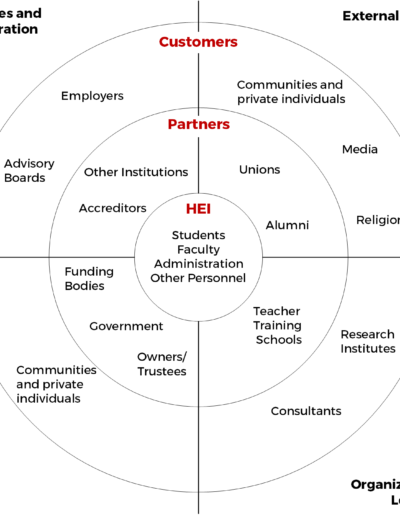 es and
ration
External
Customers
Employers
Communities and
private individuals
Partners
Media
Advisory
Boards
Other Institutions
Unions
Accreditors
HEI
Alumni
Religio
Students
Faculty
Administration
Other Personnel
Funding
Bodies
Government
Teacher
Training
Schools
Research
Institutes
Owners/
Trustees
Communities
and private
individuals
Consultants
Organiz
Le